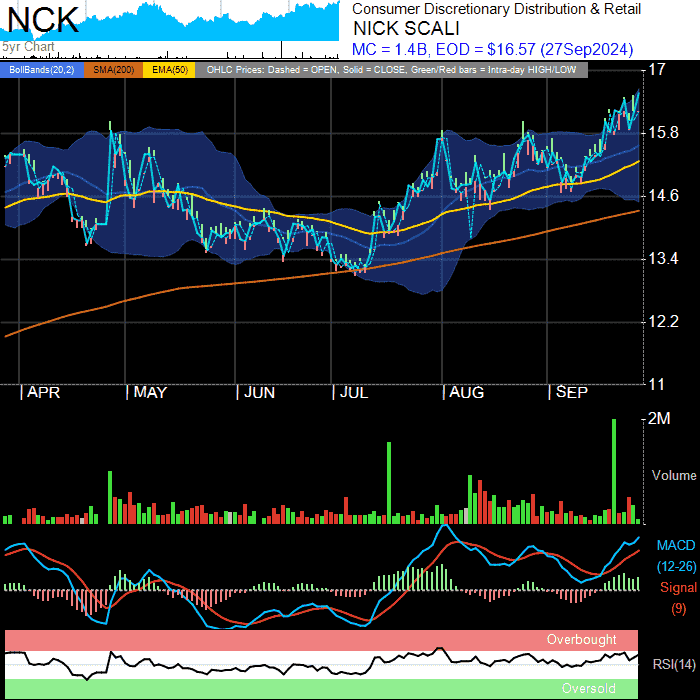 NCK
5yr Chart
Consumer Discretionary Distribution & Retail
NICK SCALI
MC = 1.4B, EOD = $16.57 (27Sep2024)
BollBands(20,2) SMA(200) EMA(50) OHLC Prices: Dashed = OPEN, Solid = CLOSE, Green/Red bars = Intra-day HIGH/LOW
17
15.8
14.6
13.4
12.2
11
APR MAY JUN JUL AUG SEP
2M
Volume
MACD
(12-26)
Signal
(9)
Overbought
RSI(14)
Oversold